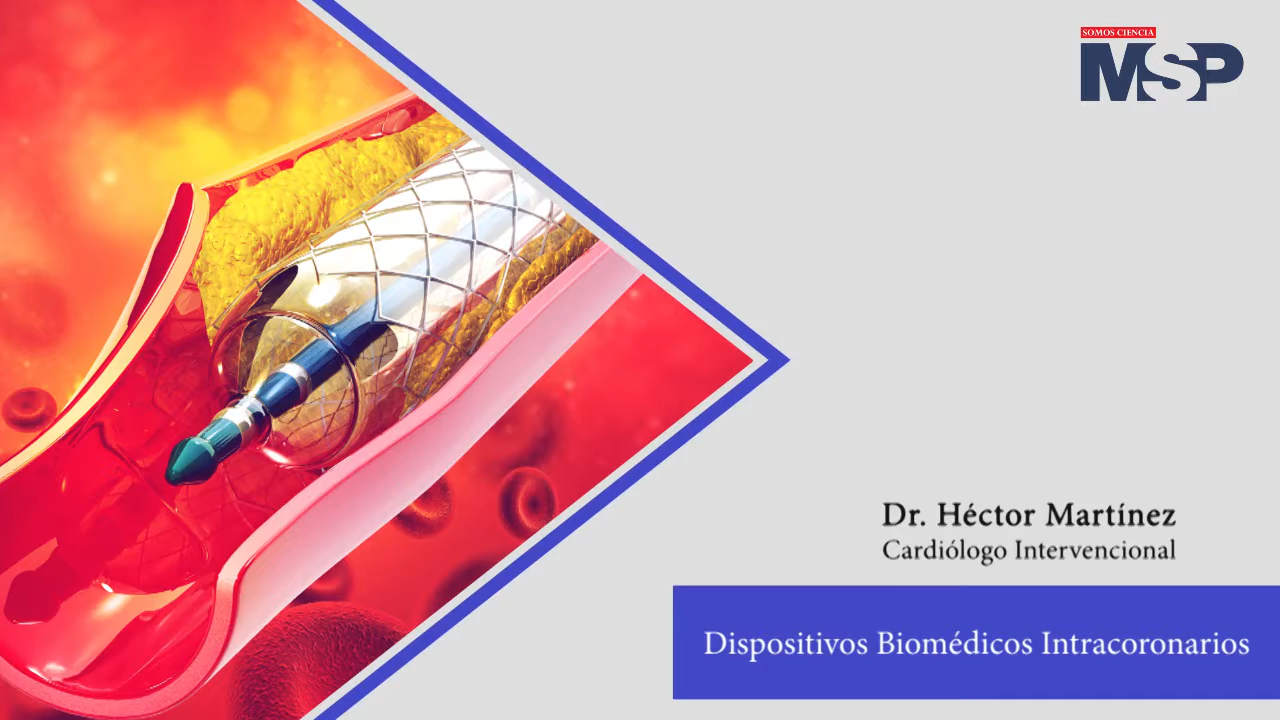 SOMOS CIENCIA
MSP
Dr. Héctor Martínez
Cardiólogo Intervencional
Dispositivos Biomédicos Intracoronarios